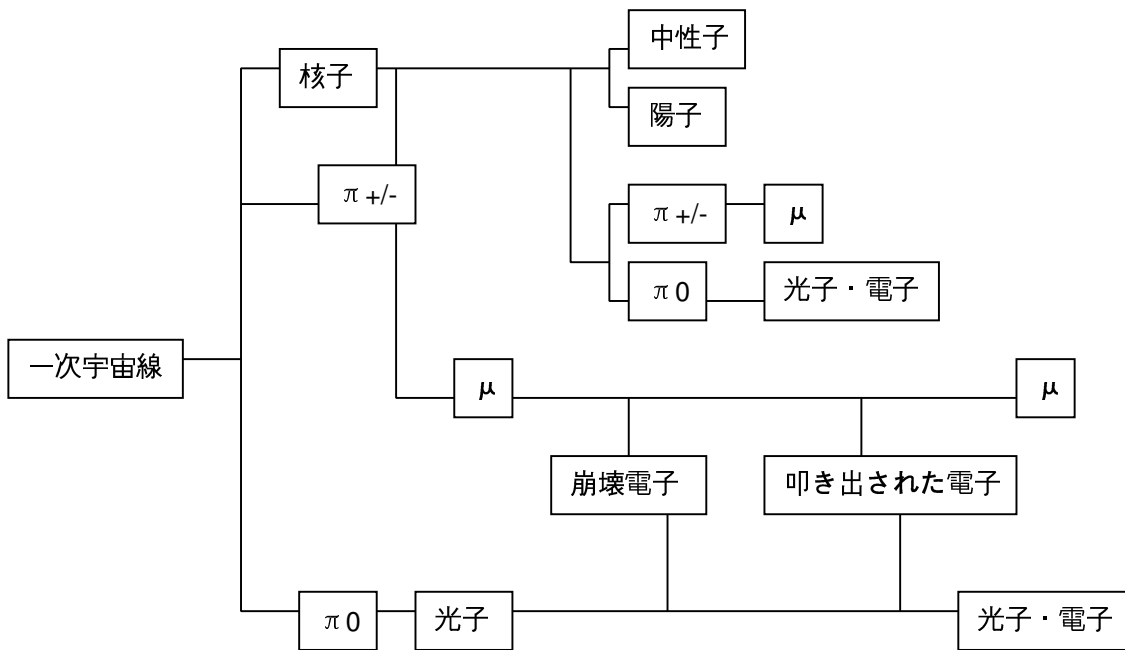 中性子
核子
陽子
π +/-
π +/-
μ
π 0
光子・電子
一次宇宙線
μ
μ
崩壊電子
叩き出された電子
π 0
光子
光子・電子